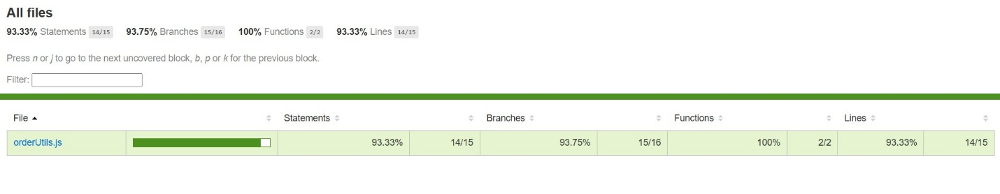 All files
93.33% Statements 14/15 93.75% Branches 15/16 100% Functions 2/2 93.33% Lines 14/15
Press n or j to go to the next uncovered block, b, p or k for the previous block.
Filter:
File Statements Branches Functions Lines
orderUtils.js 93.33% 14/15 93.75% 15/16 100% 2/2 93.33% 14/15